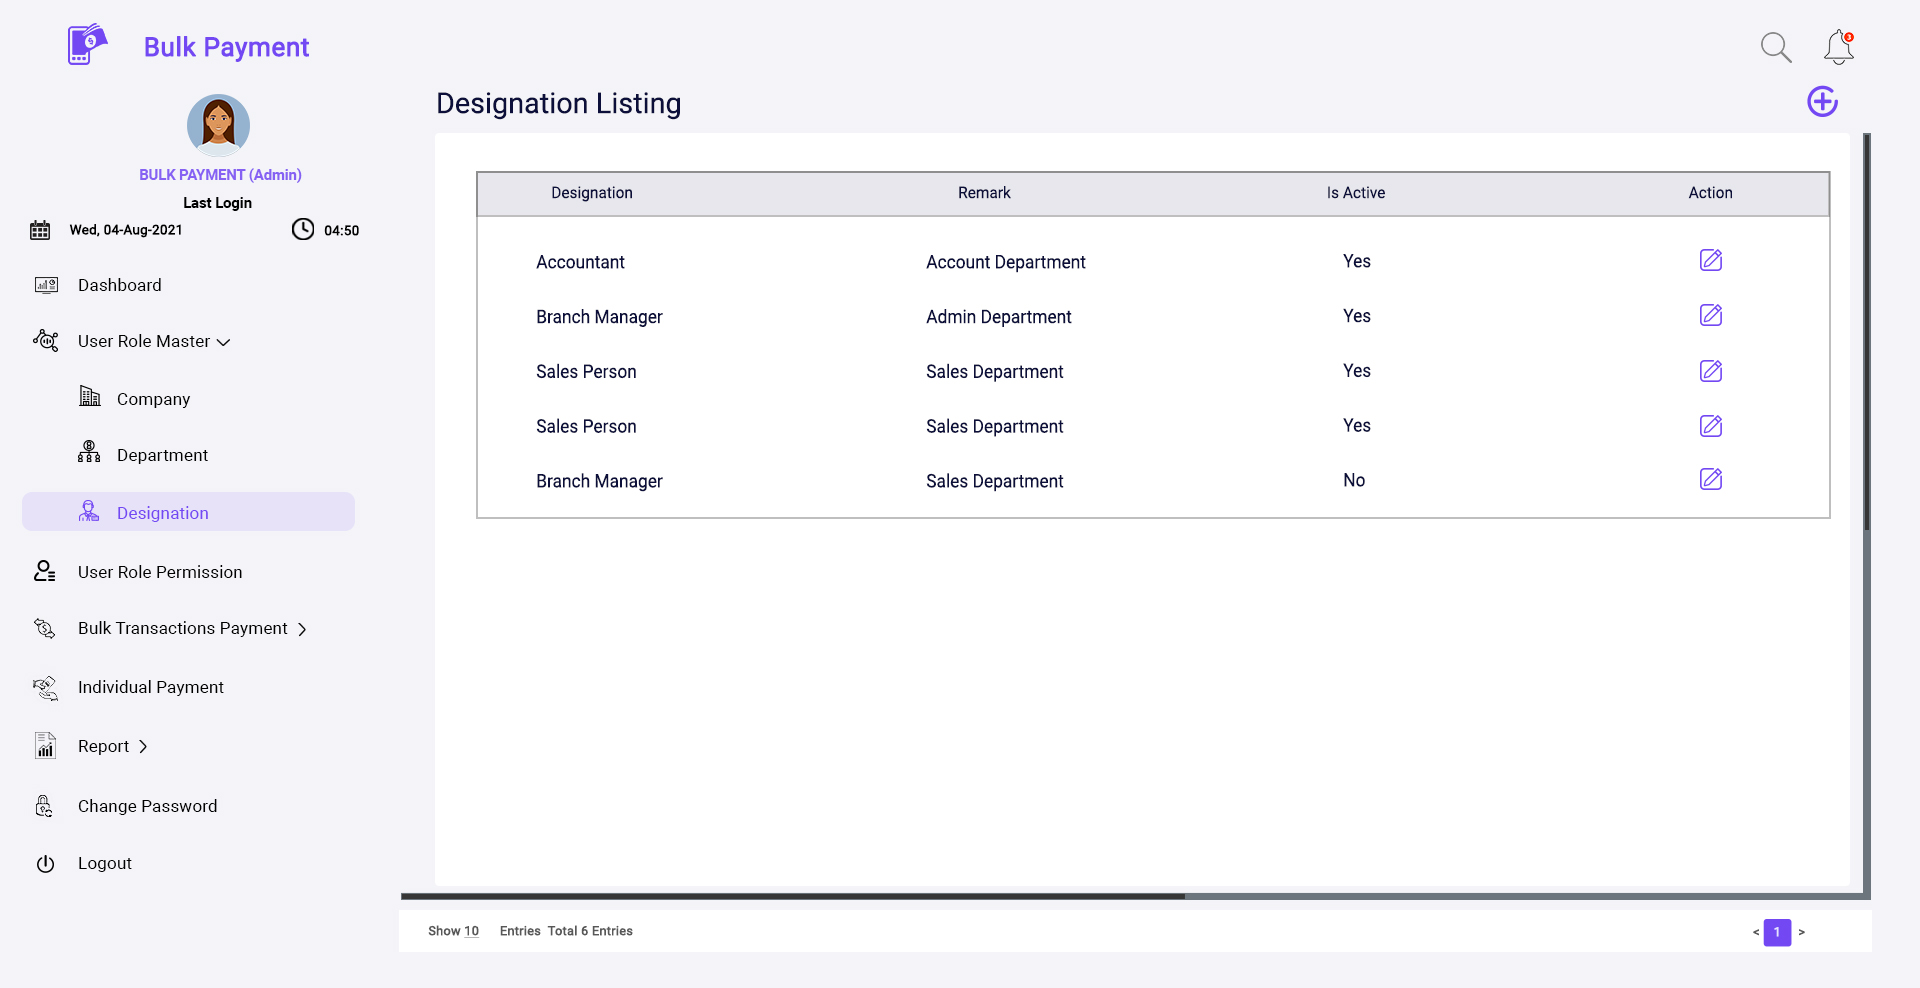 Bulk Payment
3
BULK PAYMENT (Admin)
Last Login
Wed, 04-Aug-2021
04:50
Dashboard
User Role Master
Company
Department
Designation
User Role Permission
Bulk Transactions Payment
Individual Payment
Report
Change Password
Logout
Designation Listing
Designation Remark Is Active Action
Accountant Account Department Yes
Branch Manager Admin Department Yes
Sales Person Sales Department Yes
Sales Person Sales Department Yes
Branch Manager Sales Department No
Show 10 Entries Total 6 Entries
< 1 >